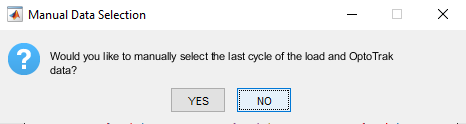 Manual Data Selection
Would you like to manually select the last cycle of the load and OptoTrak
data?
YES NO